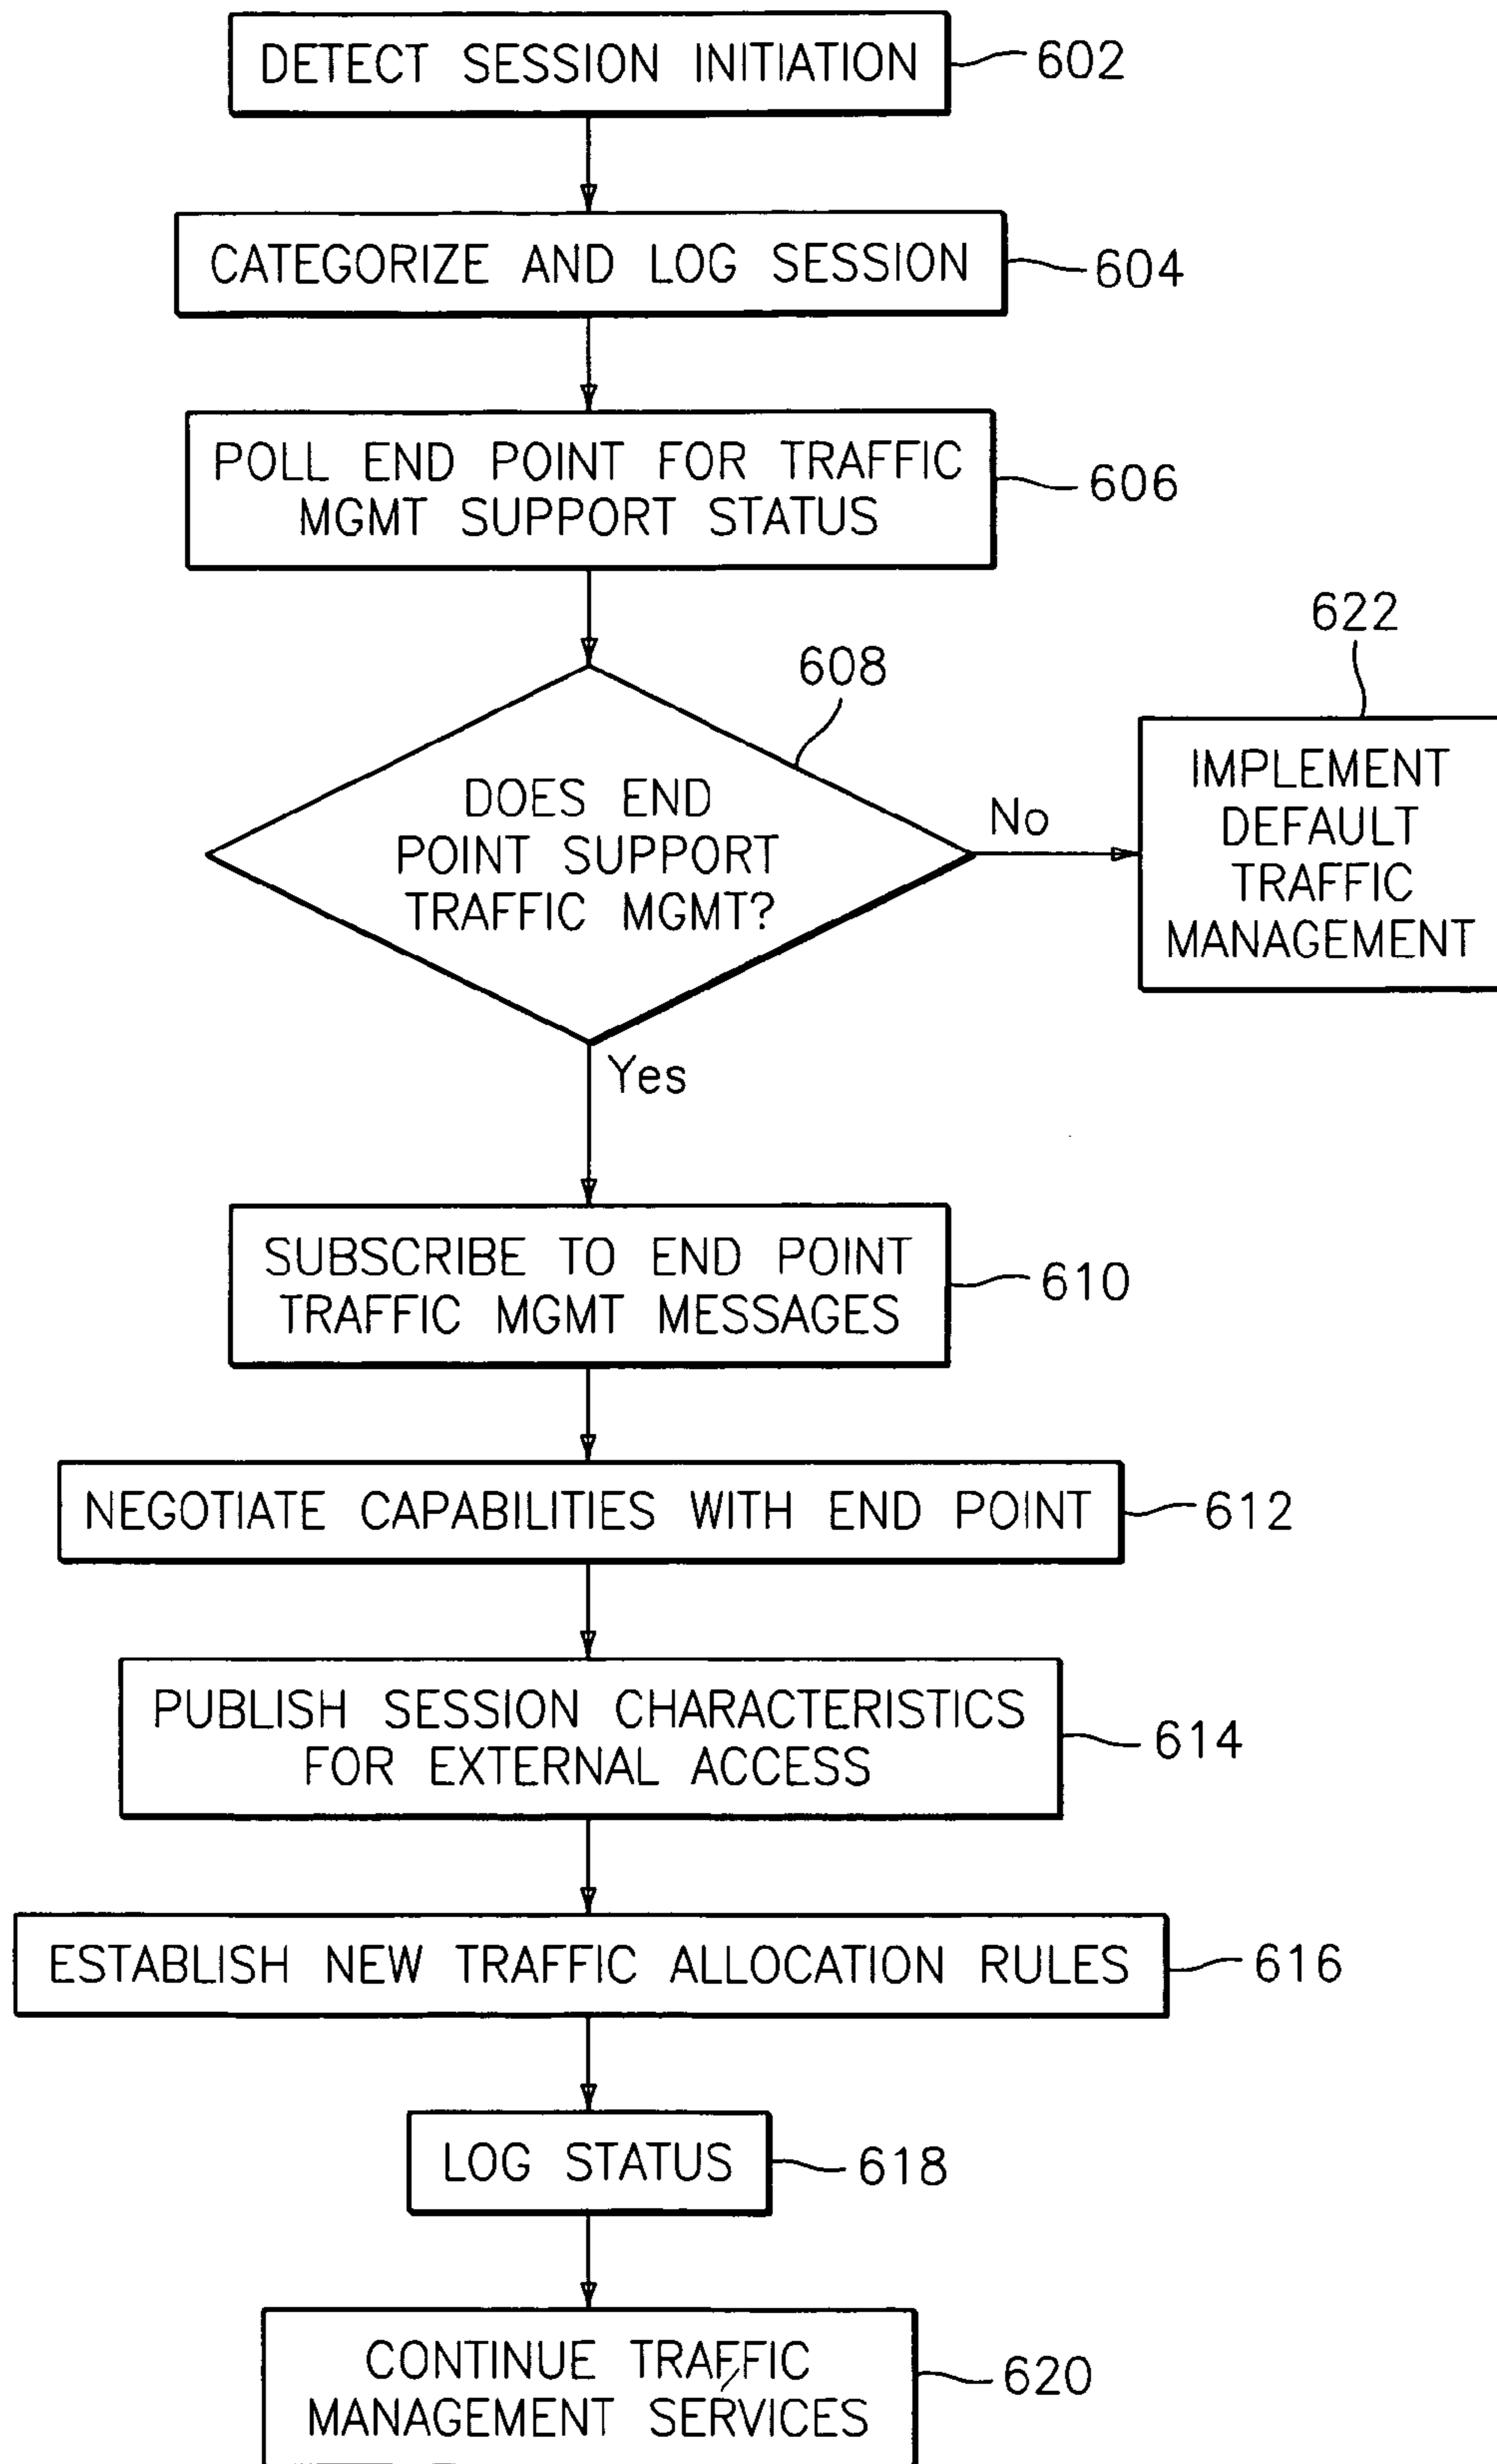 DETECT SESSION INITIATION
602
CATEGORIZE AND LOG SESSION
604
POLL END POINT FOR TRAFFIC
MGMT SUPPORT STATUS
606
608
DOES END
POINT SUPPORT
TRAFFIC MGMT?
No
622
IMPLEMENT
DEFAULT
TRAFFIC
MANAGEMENT
Yes
SUBSCRIBE TO END POINT
TRAFFIC MGMT MESSAGES
610
NEGOTIATE CAPABILITIES WITH END POINT
612
PUBLISH SESSION CHARACTERISTICS
FOR EXTERNAL ACCESS
614
ESTABLISH NEW TRAFFIC ALLOCATION RULES
616
LOG STATUS
618
CONTINUE TRAFFIC
MANAGEMENT SERVICES
620